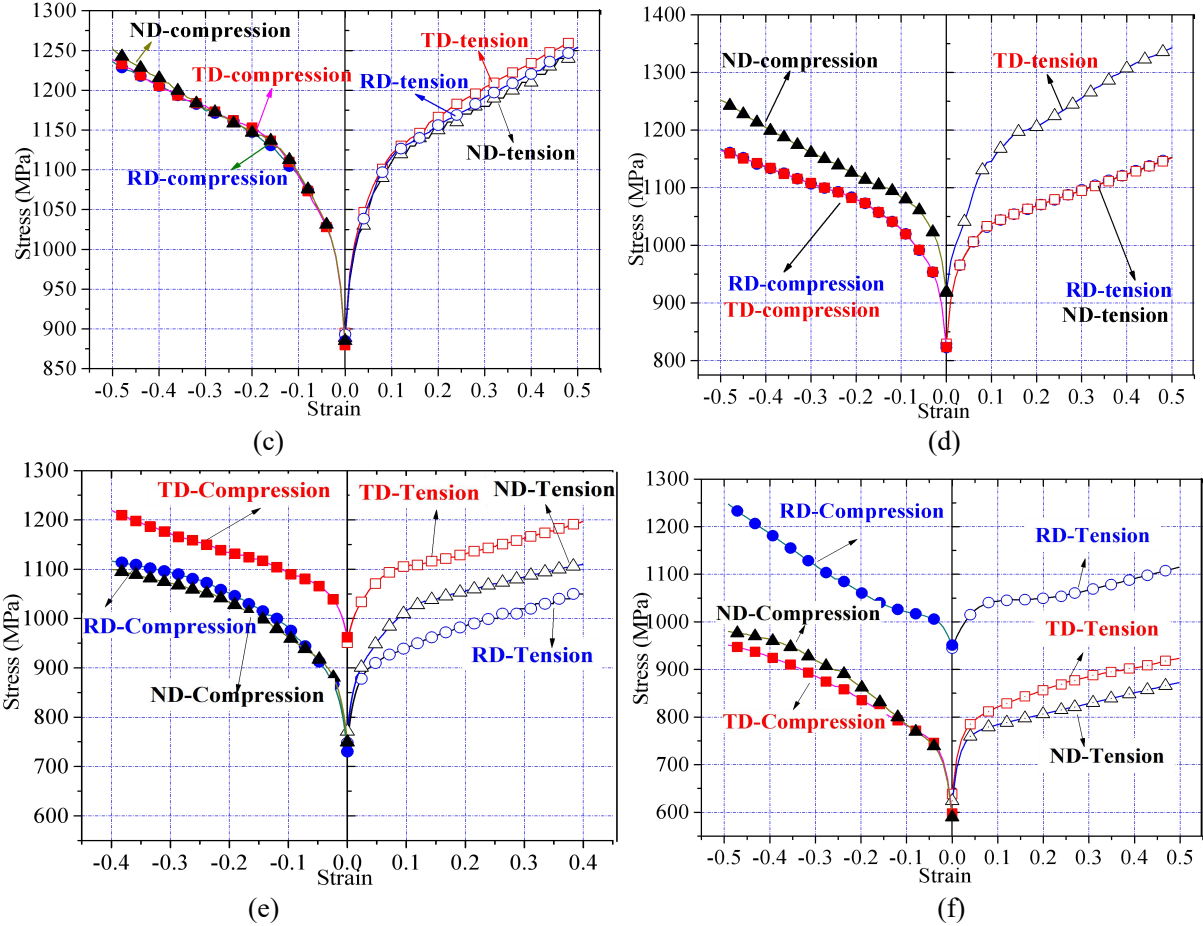 1300
1250
1200
1150
1100
1050
1000
950
900
850
Stress (MPa)
ND-compression
TD-compression
RD-compression
TD-tension
RD-tension
ND-tension
-0.5 -0.4 -0.3 -0.2 -0.1 0.0 0.1 0.2 0.3 0.4 0.5
Strain
(c)
1400
1300
1200
1100
1000
900
800
Stress (MPa)
ND-compression
TD-tension
RD-compression
TD-compression
RD-tension
ND-tension
-0.5 -0.4 -0.3 -0.2 -0.1 0.0 0.1 0.2 0.3 0.4 0.5
Strain
(d)
1300
1200
1100
1000
900
800
700
600
Stress (MPa)
TD-Compression
TD-Tension
ND-Tension
RD-Compression
RD-Tension
ND-Compression
-0.4 -0.3 -0.2 -0.1 0.0 0.1 0.2 0.3 0.4
Strain
(e)
1300
1200
1100
1000
900
800
700
600
Stress (MPa)
RD-Compression
RD-Tension
ND-Compression
TD-Tension
TD-Compression
ND-Tension
-0.5 -0.4 -0.3 -0.2 -0.1 0.0 0.1 0.2 0.3 0.4 0.5
Strain
(f)